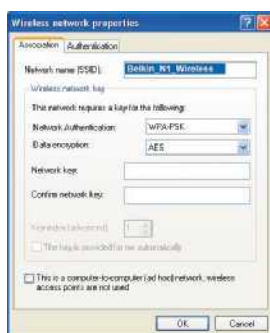 Wireless network properties
Association Authentication
Network name (SSID): Belkin N1 Wireless
Wireless network key
This network requires a key for the following:
Network Authentication: WPA-PSK
Data encryption: AES
Network key:
Confirm network key:
Key index (advanced): 1
The key is provided for me automatically
This is a computer-to-computer (ad hoc) network; wireless
access points are not used
OK Cancel